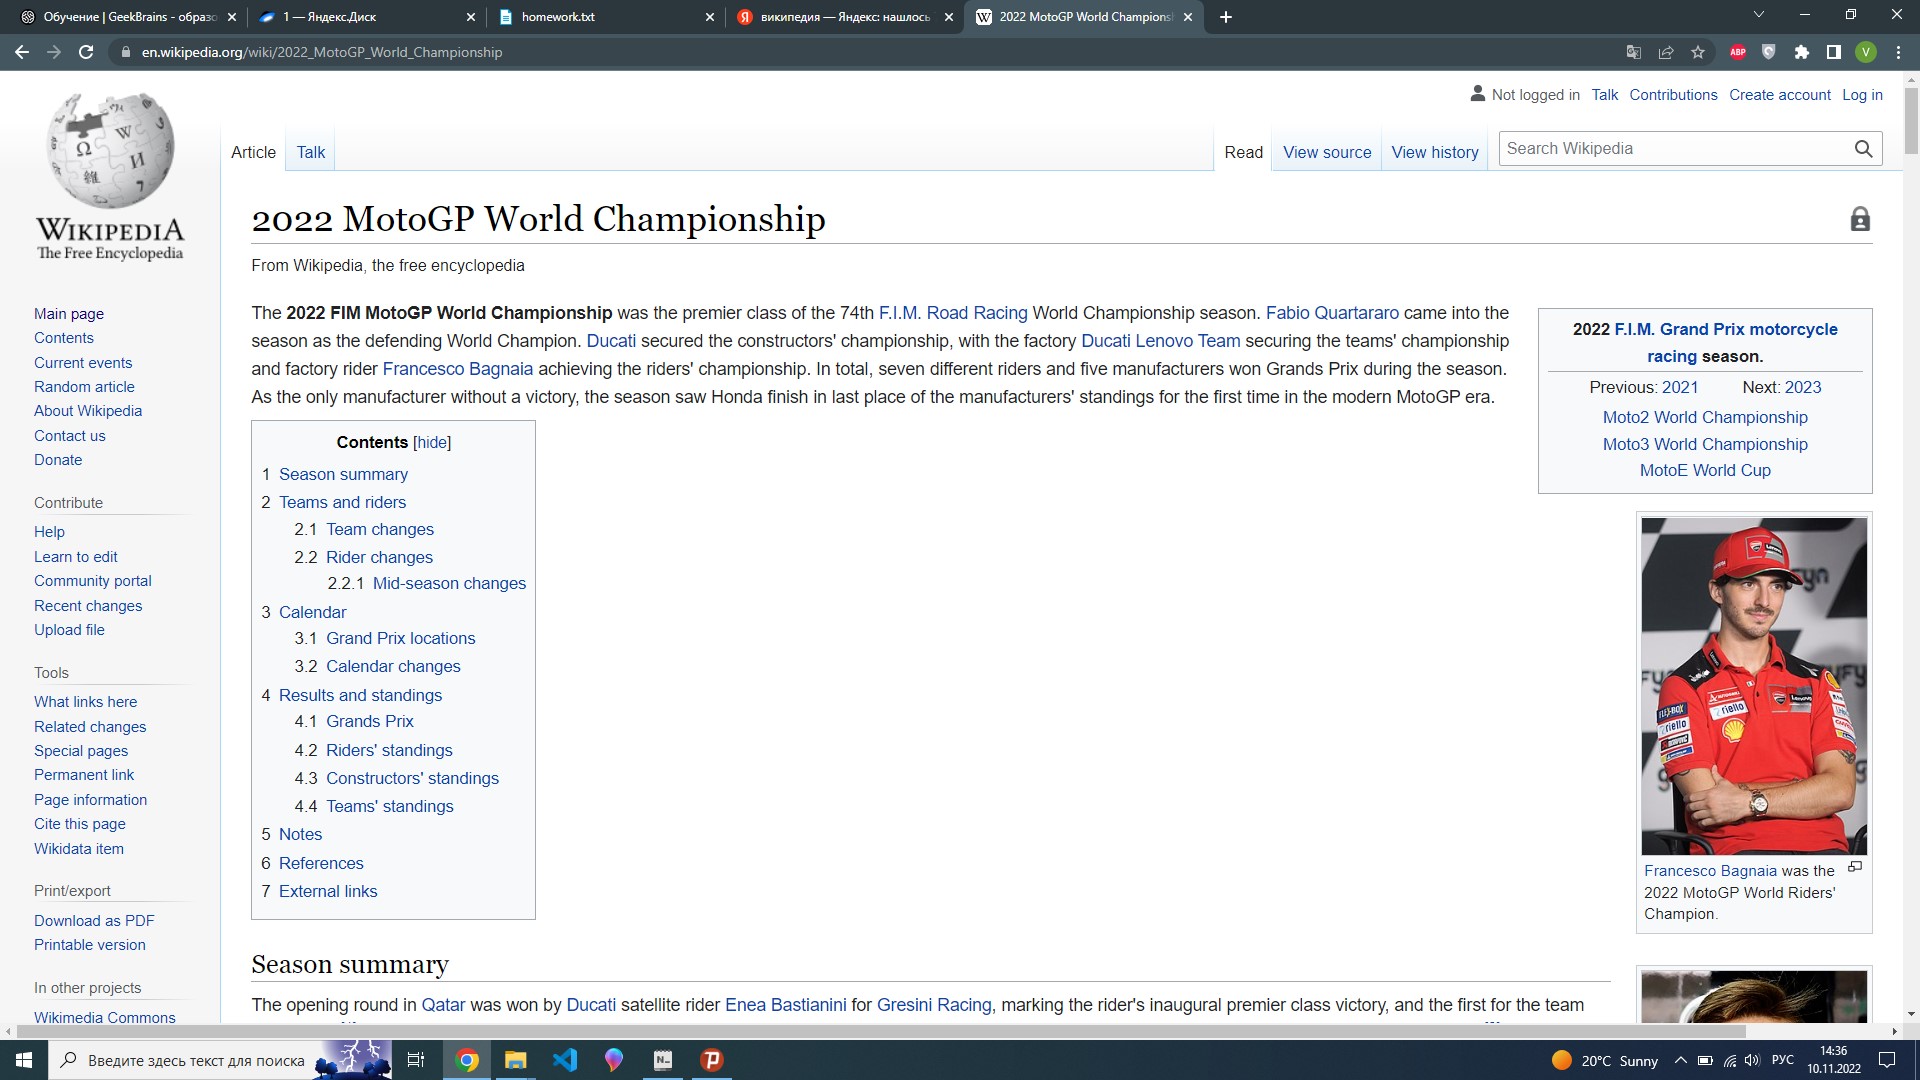 Обучение | GeekBrains - образо
1 — Яндекс.Диск
homework.txt
википедия — Яндекс: нашлось
2022 MotoGP World Champions
en.wikipedia.org/wiki/2022_MotoGP_World_Championship
ABP
V
Not logged in Talk Contributions Create account Log in
Article Talk Read View source View history Search Wikipedia
WIKIPEDIA
The Free Encyclopedia
Main page
Contents
Current events
Random article
About Wikipedia
Contact us
Donate
Contribute
Help
Learn to edit
Community portal
Recent changes
Upload file
Tools
What links here
Related changes
Special pages
Permanent link
Page information
Cite this page
Wikidata item
Print/export
Download as PDF
Printable version
In other projects
Wikimedia Commons
2022 MotoGP World Championship
From Wikipedia, the free encyclopedia
The 2022 FIM MotoGP World Championship was the premier class of the 74th F.I.M. Road Racing World Championship season. Fabio Quartararo came into the
season as the defending World Champion. Ducati secured the constructors' championship, with the factory Ducati Lenovo Team securing the teams' championship
and factory rider Francesco Bagnaia achieving the riders' championship. In total, seven different riders and five manufacturers won Grands Prix during the season.
As the only manufacturer without a victory, the season saw Honda finish in last place of the manufacturers' standings for the first time in the modern MotoGP era.
2022 F.I.M. Grand Prix motorcycle
racing season.
Previous: 2021 Next: 2023
Moto2 World Championship
Moto3 World Championship
MotoE World Cup
Contents [hide]
1 Season summary
2 Teams and riders
2.1 Team changes
2.2 Rider changes
2.2.1 Mid-season changes
3 Calendar
3.1 Grand Prix locations
3.2 Calendar changes
4 Results and standings
4.1 Grands Prix
4.2 Riders' standings
4.3 Constructors' standings
4.4 Teams' standings
5 Notes
6 References
7 External links
Lenovo
riello
riello
Francesco Bagnaia was the
2022 MotoGP World Riders'
Champion.
Season summary
The opening round in Qatar was won by Ducati satellite rider Enea Bastianini for Gresini Racing, marking the rider's inaugural premier class victory, and the first for the team
Введите здесь текст для поиска
20°C Sunny
РУС
14:36
10.11.2022